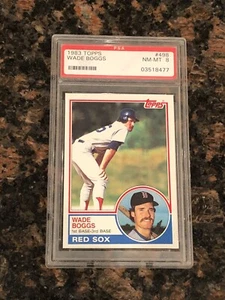 PSA
1983 TOPPS #498
WADE BOGGS NM-MT 8
03518477
Topps
WADE
BOGGS
1st BASE-3rd BASE
RED SOX
B